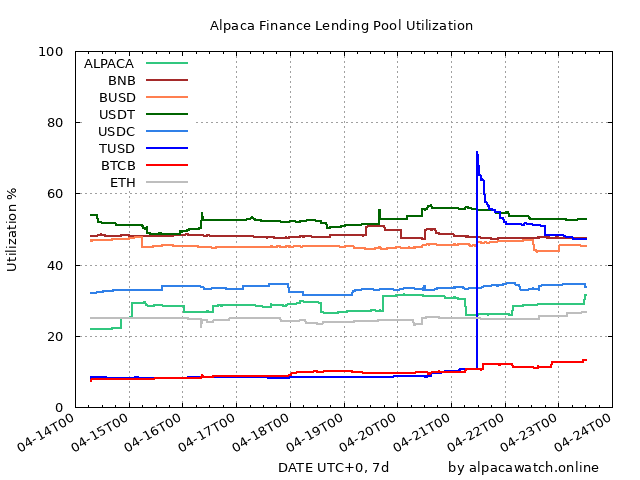 Alpaca Finance Lending Pool Utilization
100
80
60
40
20
0
Utilization %
ALPACA
BNB
BUSD
USDT
USDC
TUSD
BTCB
ETH
04-14T00
04-15T00
04-16T00
04-17T00
04-18T00
04-19T00
04-20T00
04-21T00
04-22T00
04-23T00
04-24T00
DATE UTC+0, 7d
by alpacawatch.online